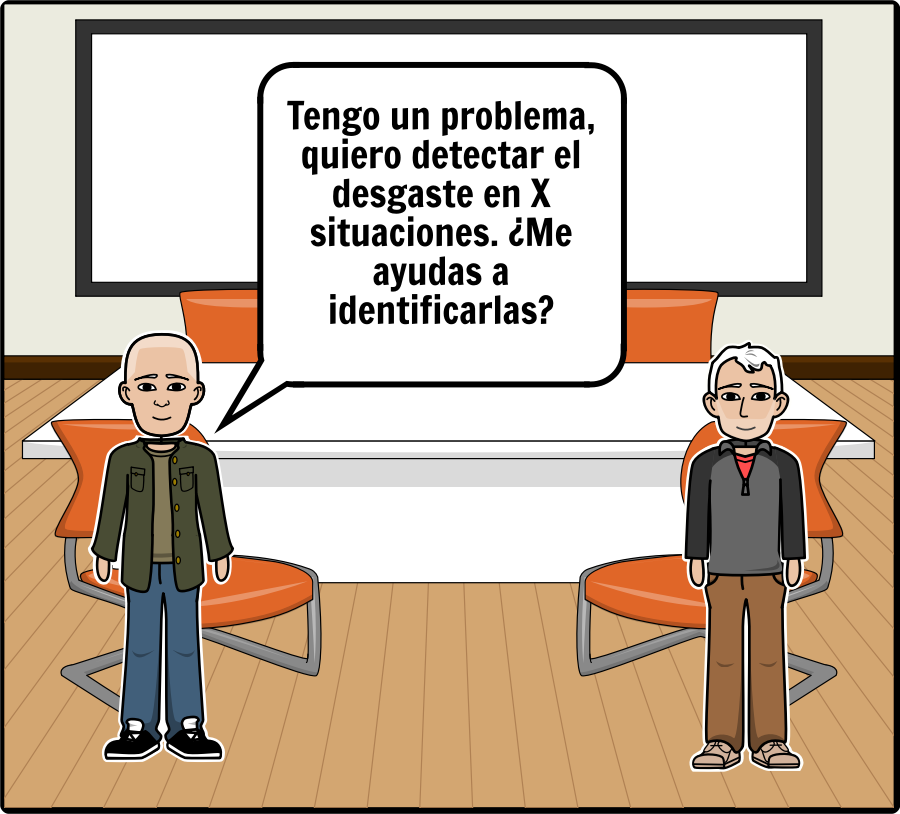 Tengo un problema,
quiero detectar el
desgaste en X
situaciones. ¿Me
ayudas a
identificarlas?